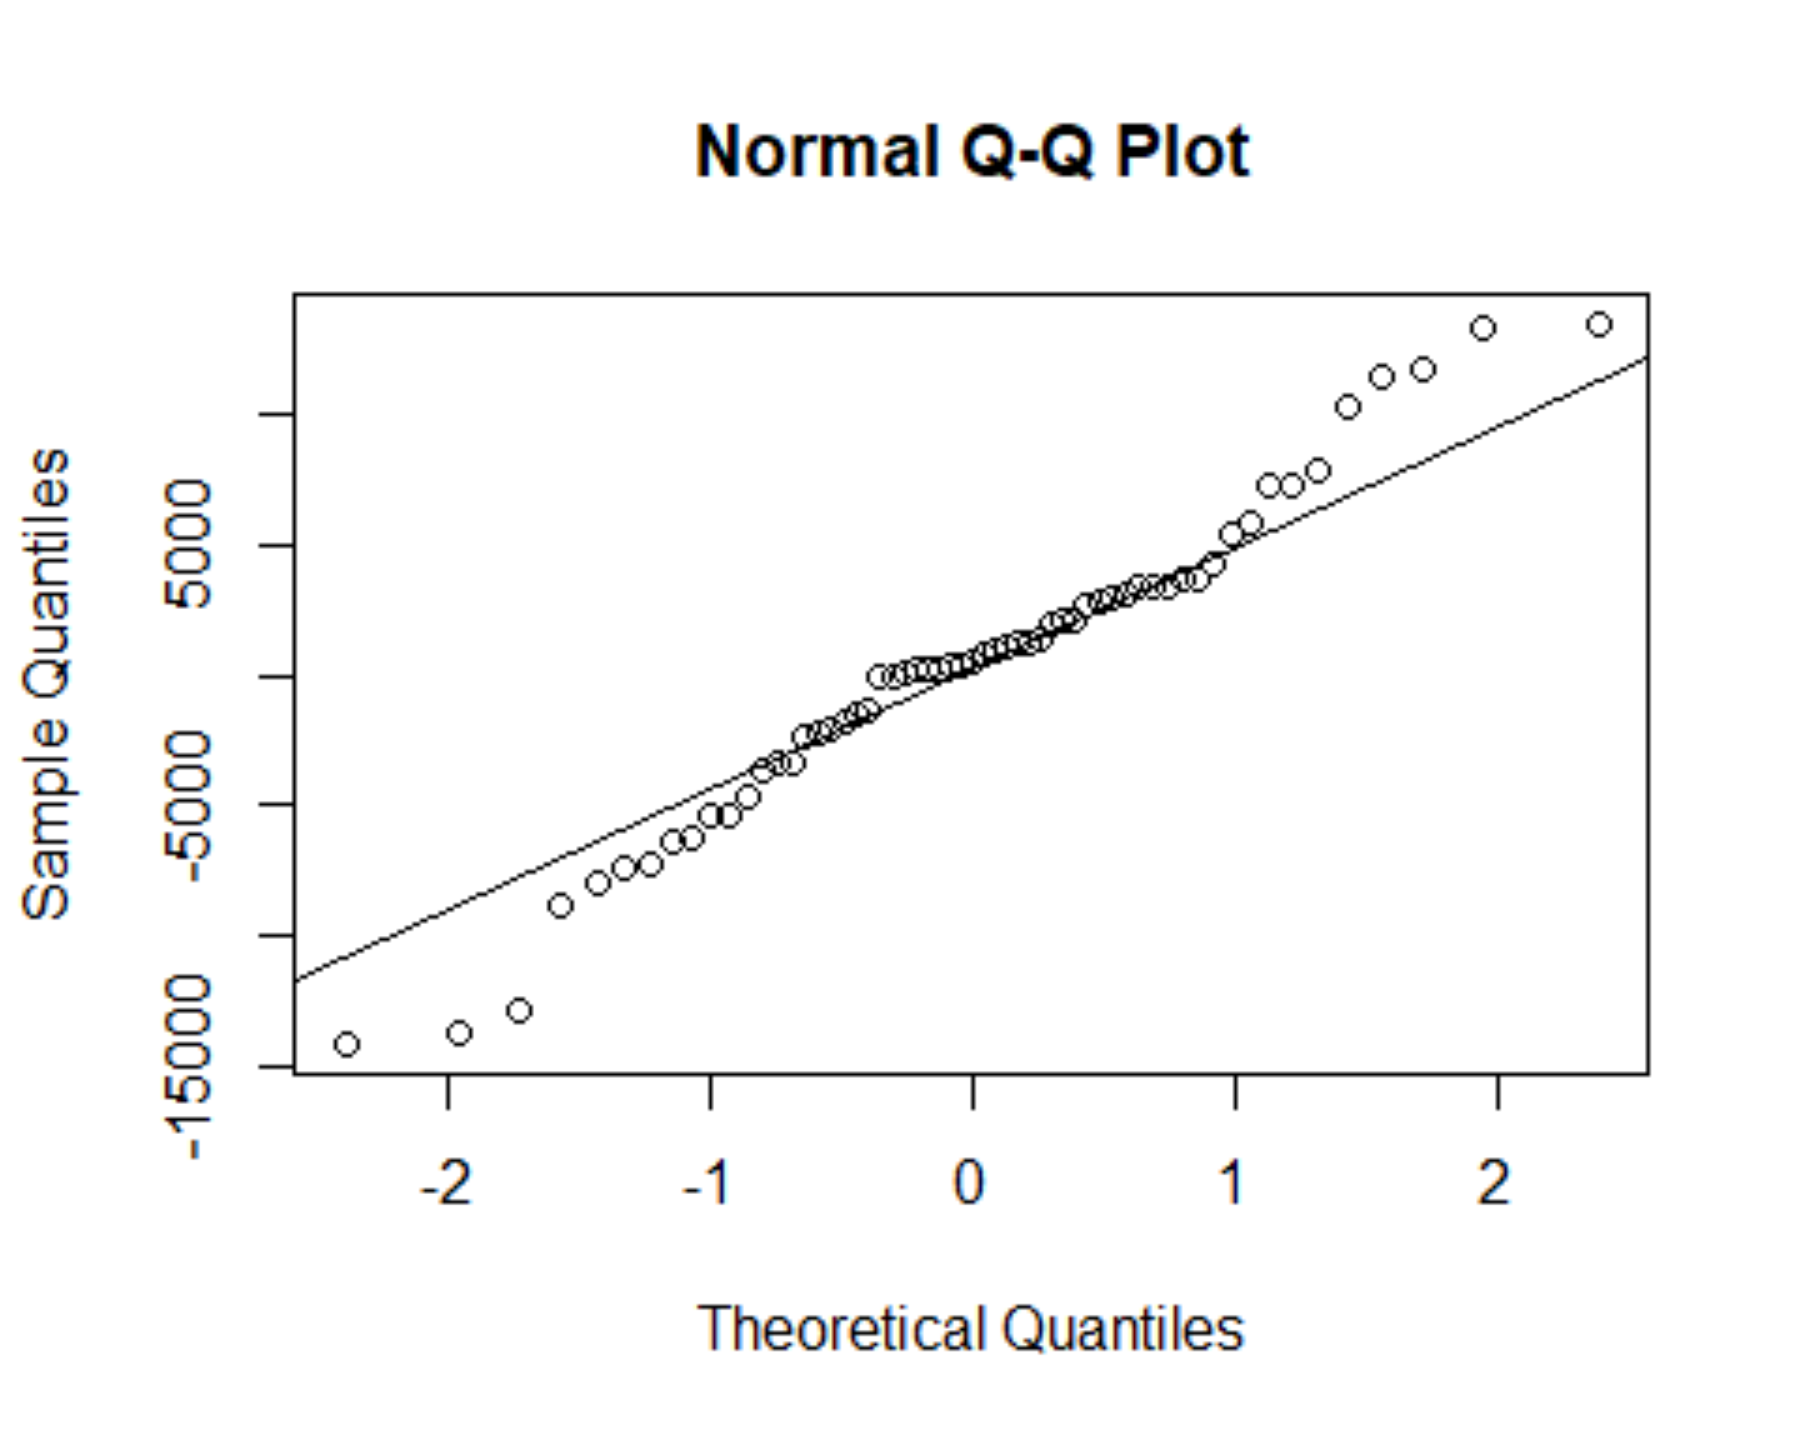 Normal Q-Q Plot
Sample Quantiles
5000
-5000
-15000
-2 -1 0 1 2
Theoretical Quantiles